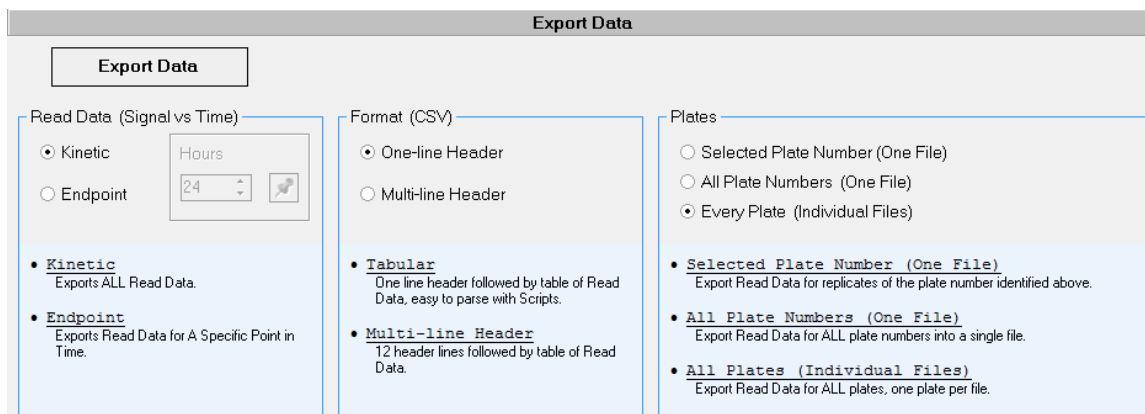 Export Data
Export Data
Read Data (Signal vs Time)
Kinetic
Hours
24
Endpoint
• Kinetic
Exports ALL Read Data.
• Endpoint
Exports Read Data for A Specific Point in
Time.
Format (CSV)
One-line Header
Multi-line Header
• Tabular
One line header followed by table of Read
Data, easy to parse with Scripts.
• Multi-line Header
12 header lines followed by table of Read
Data.
Plates
Selected Plate Number (One File)
All Plate Numbers (One File)
Every Plate (Individual Files)
• Selected Plate Number (One File)
Export Read Data for replicates of the plate number identified above.
• All Plate Numbers (One File)
Export Read Data for ALL plate numbers into a single file.
• All Plates (Individual Files)
Export Read Data for ALL plates, one plate per file.